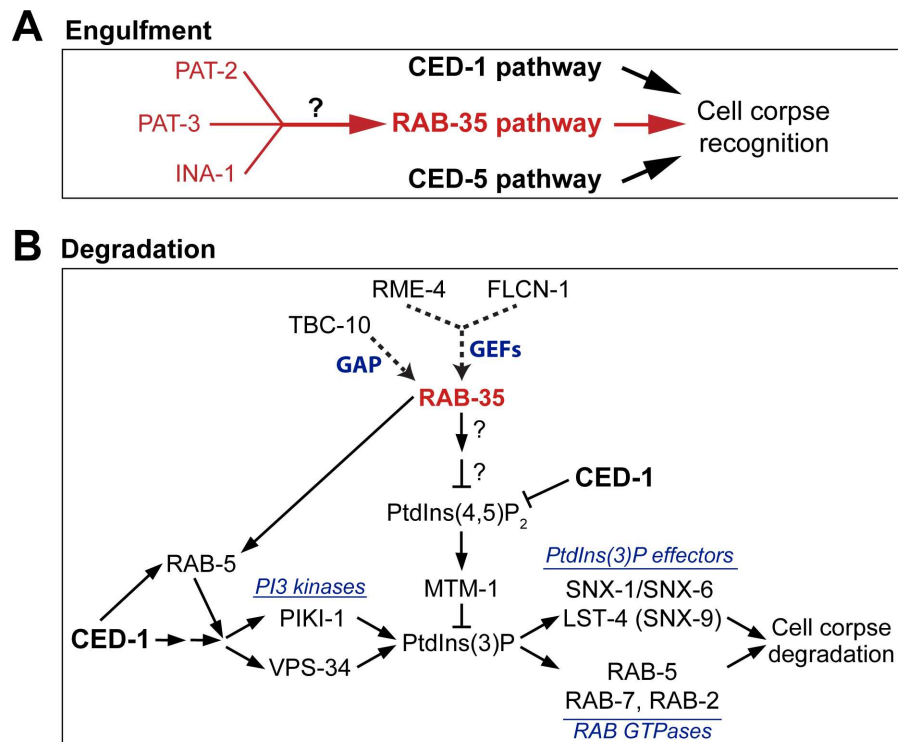 A Engulfment
PAT-2
PAT-3
INA-1
?
CED-1 pathway
RAB-35 pathway
CED-5 pathway
Cell corpse
recognition
B Degradation
RME-4 FLCN-1
TBC-10
GAP
GEFs
RAB-35
?
?
CED-1
PtdIns(4,5)P2
RAB-5
CED-1
PI3 kinases
PIKI-1
VPS-34
MTM-1
PtdIns(3)P
PtdIns(3)P effectors
SNX-1/SNX-6
LST-4 (SNX-9)
RAB-5
RAB-7, RAB-2
RAB GTPases
Cell corpse
degradation